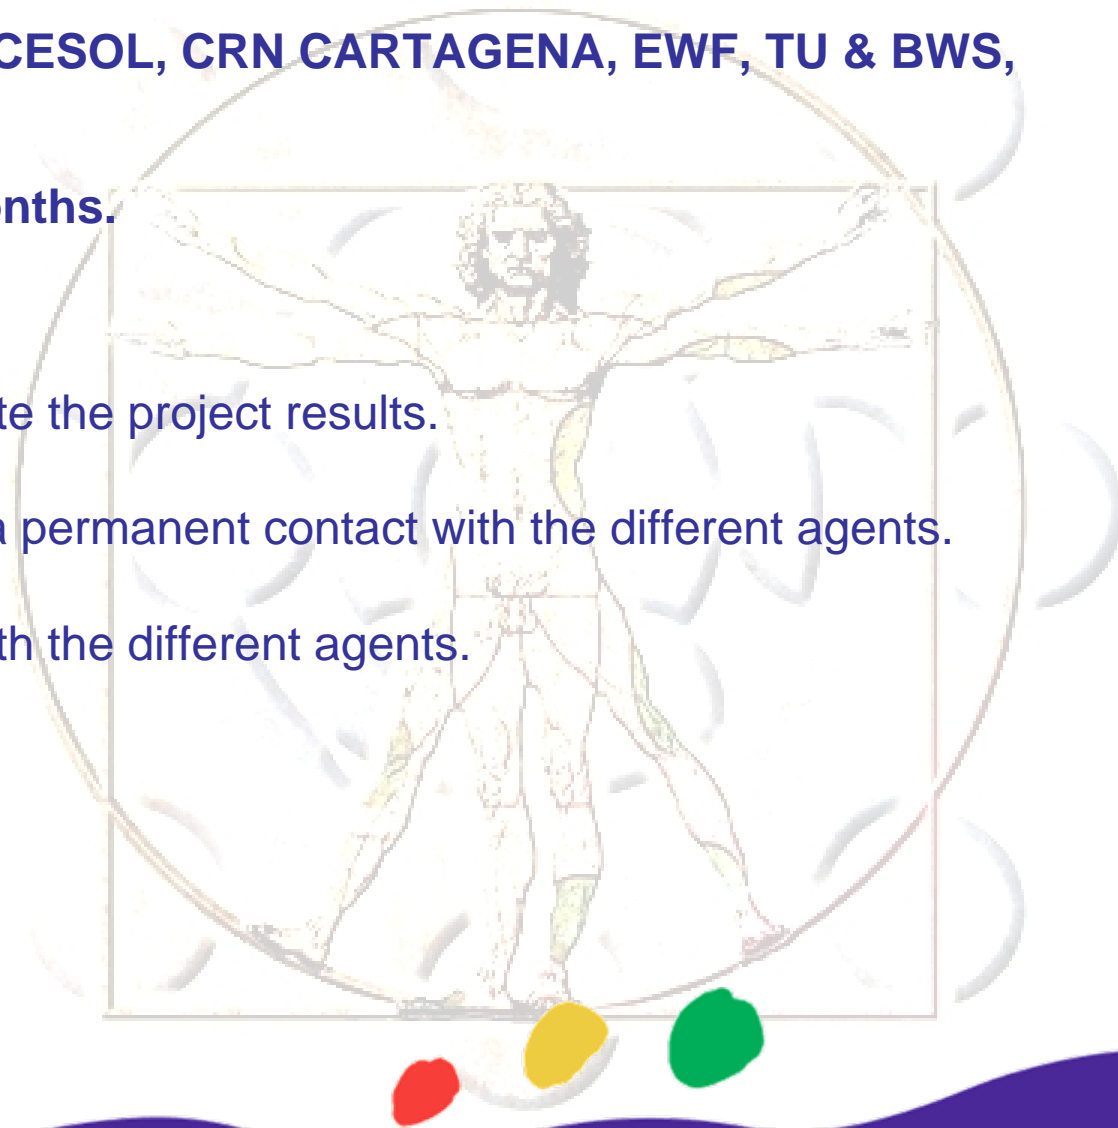 CESOL, CRN CARTAGENA, EWF, TU & BWS,
onths.
te the project results.
a permanent contact with the different agents.
th the different agents.